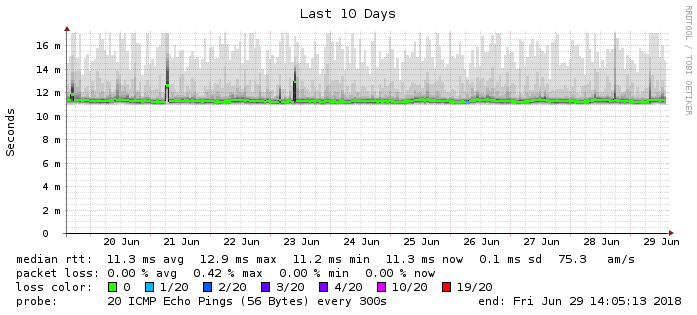 Last 10 Days
RRDTOOL / TOBI OETIKER
Seconds
16 m
14 m
12 m
10 m
8 m
6 m
4 m
2 m
0
20 Jun 21 Jun 22 Jun 23 Jun 24 Jun 25 Jun 26 Jun 27 Jun 28 Jun 29 Jun
median rtt: 11.3 ms avg 12.9 ms max 11.2 ms min 11.3 ms now 0.1 ms sd 75.3 am/s
packet loss: 0.00 % avg 0.42 % max 0.00 % min 0.00 % now
loss color: 0 1/20 2/20 3/20 4/20 10/20 19/20
probe: 20 ICMP Echo Pings (56 Bytes) every 300s end: Fri Jun 29 14:05:13 2018